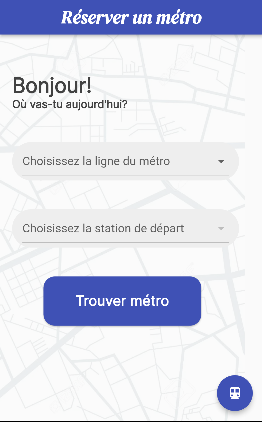 Réserver un métro
Bonjour!
Où vas-tu aujourd'hui?
Choisissez la ligne du métro
Choisissez la station de départ
Trouver métro